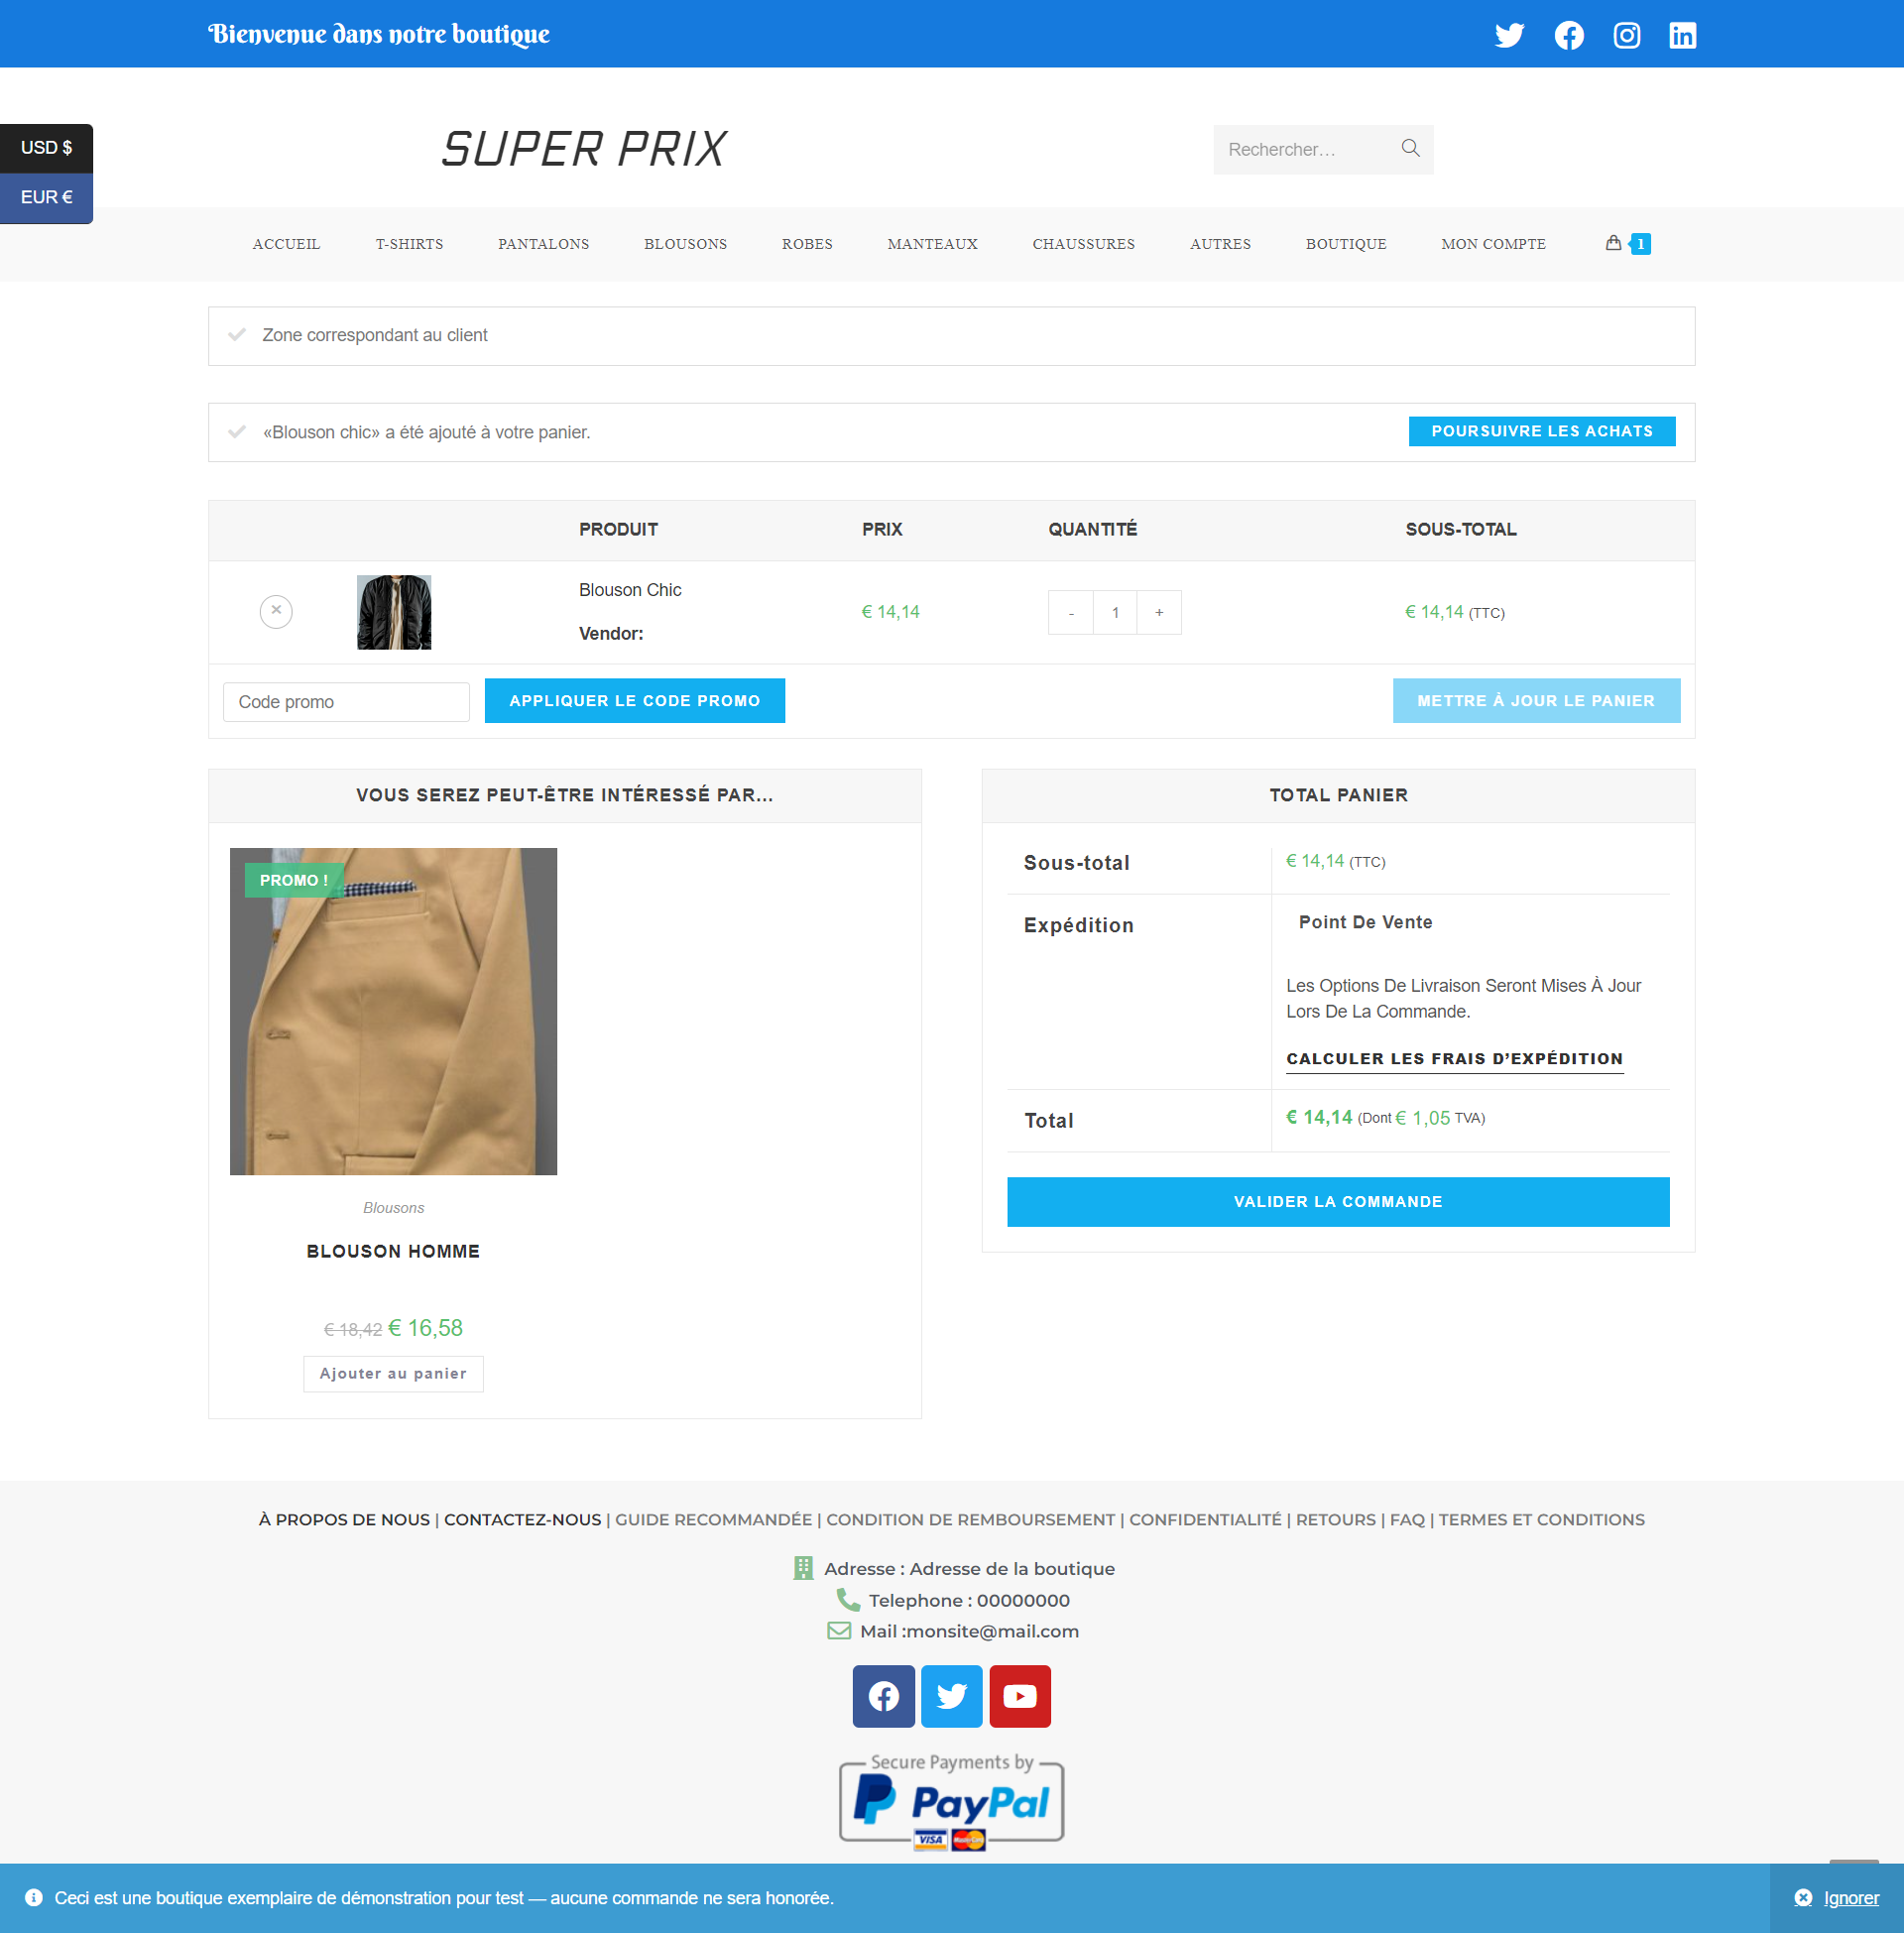 Bienvenue dans notre boutique
USD $
EUR €
SUPER PRIX
Rechercher...
ACCUEIL T-SHIRTS PANTALONS BLOUSONS ROBES MANTEAUX CHAUSSURES AUTRES BOUTIQUE MON COMPTE 1
Zone correspondant au client
«Blouson chic» a été ajouté à votre panier. POURSUIVRE LES ACHATS
PRODUIT PRIX QUANTITÉ SOUS-TOTAL
Blouson Chic
Vendor:
€ 14,14 - 1 + € 14,14 (TTC)
Code promo APPLIQUER LE CODE PROMO METTRE À JOUR LE PANIER
VOUS SEREZ PEUT-ÊTRE INTÉRESSÉ PAR...
PROMO !
Blousons
BLOUSON HOMME
€ 18,42 € 16,58
Ajouter au panier
TOTAL PANIER
Sous-total € 14,14 (TTC)
Expédition Point De Vente
Les Options De Livraison Seront Mises À Jour
Lors De La Commande.
CALCULER LES FRAIS D’EXPÉDITION
Total € 14,14 (Dont € 1,05 TVA)
VALIDER LA COMMANDE
À PROPOS DE NOUS | CONTACTEZ-NOUS | GUIDE RECOMMANDÉE | CONDITION DE REMBOURSEMENT | CONFIDENTIALITÉ | RETOURS | FAQ | TERMES ET CONDITIONS
Adresse : Adresse de la boutique
Telephone : 00000000
Mail :monsite@mail.com
Secure Payments by
PayPal
VISA MasterCard
Ceci est une boutique exemplaire de démonstration pour test — aucune commande ne sera honorée. Ignorer